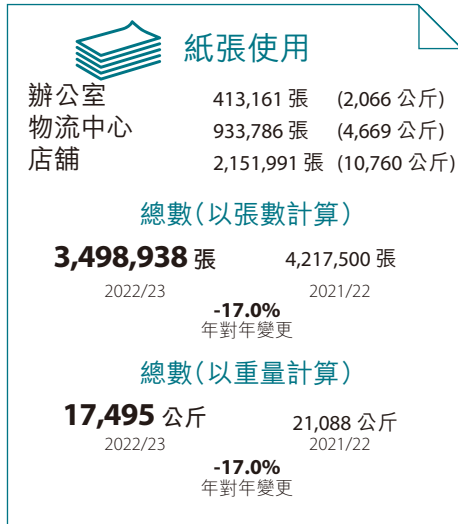 紙張使用
辦公室 413,161 張 (2,066 公斤)
物流中心 933,786 張 (4,669 公斤)
店舖 2,151,991 張 (10,760 公斤)
總數(以張數計算)
3,498,938 張 4,217,500 張
2022/23 2021/22
-17.0%
年對年變更
總數(以重量計算)
17,495 公斤 21,088 公斤
2022/23 2021/22
-17.0%
年對年變更